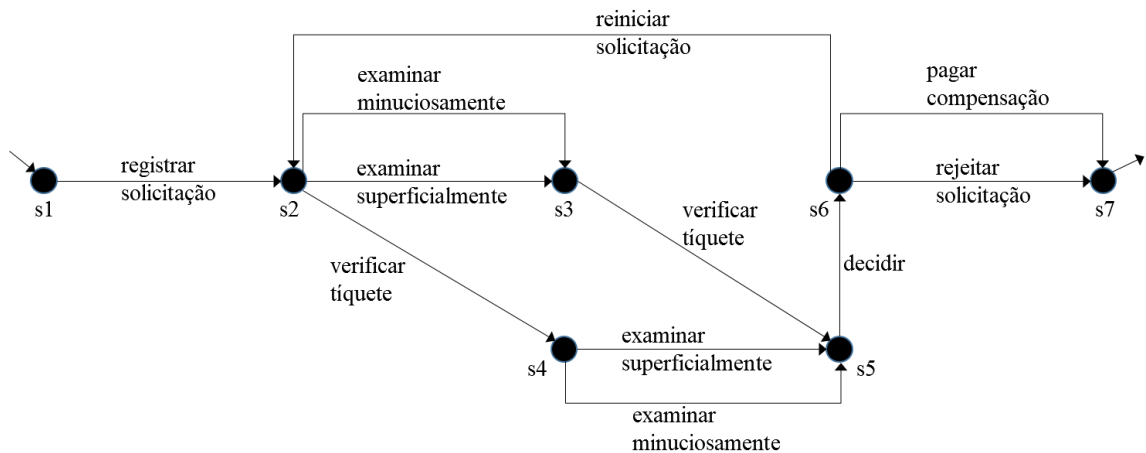 reiniciar
solicitação
examinar
minuciosamente
pagar
compensação
registrar
solicitação
examinar
superficialmente
rejeitar
solicitação
s1
s2
s3
s6
s7
verificar
tíquete
verificar
tíquete
decidir
examinar
superficialmente
s4
s5
examinar
minuciosamente